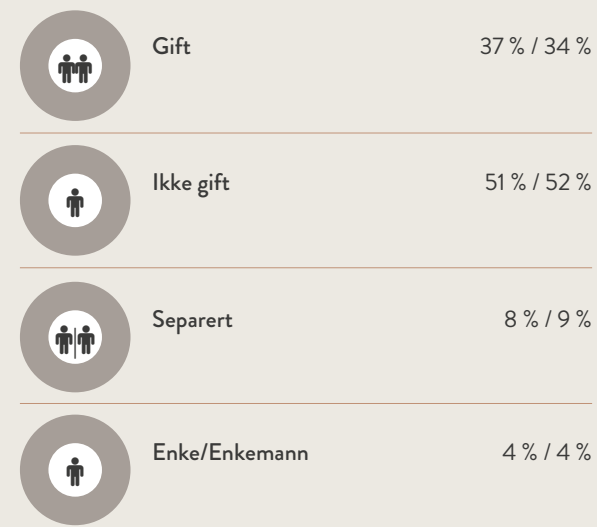 Gift 37 % / 34 %
Ikke gift 51 % / 52 %
Separert 8 % / 9 %
Enke/Enkemann 4 % / 4 %